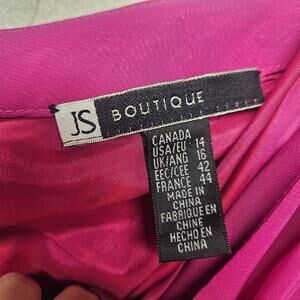 JS BOUTIQUE
CANADA
USA/EU 14
UK/ANG 16
EEC/CEE 42
FRANCE 44
MADE IN
CHINA
FABRIQUE EN
CHINE
HECHO EN
CHINA